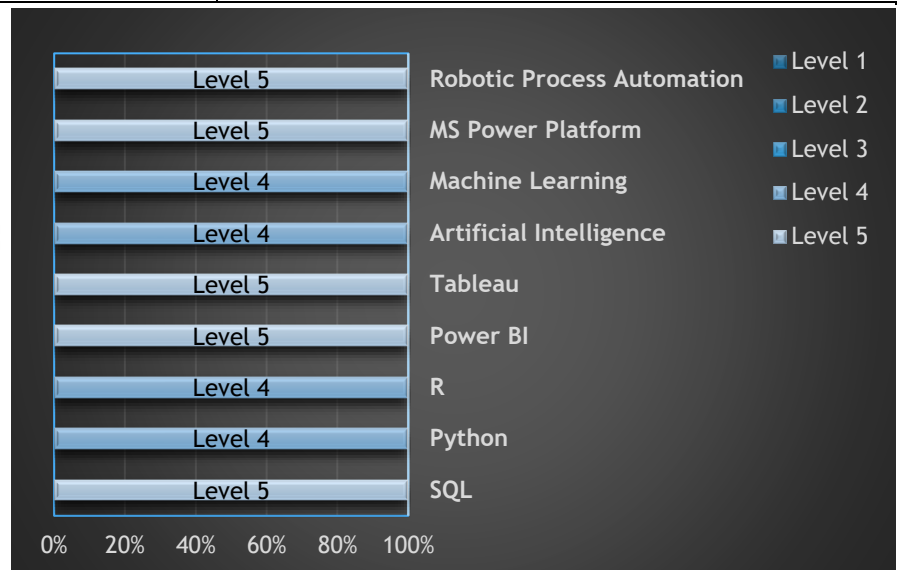 Level 5 Robotic Process Automation
Level 5 MS Power Platform
Level 4 Machine Learning
Level 4 Artificial Intelligence
Level 5 Tableau
Level 5 Power BI
Level 4 R
Level 4 Python
Level 5 SQL
0% 20% 40% 60% 80% 100%
Level 1
Level 2
Level 3
Level 4
Level 5